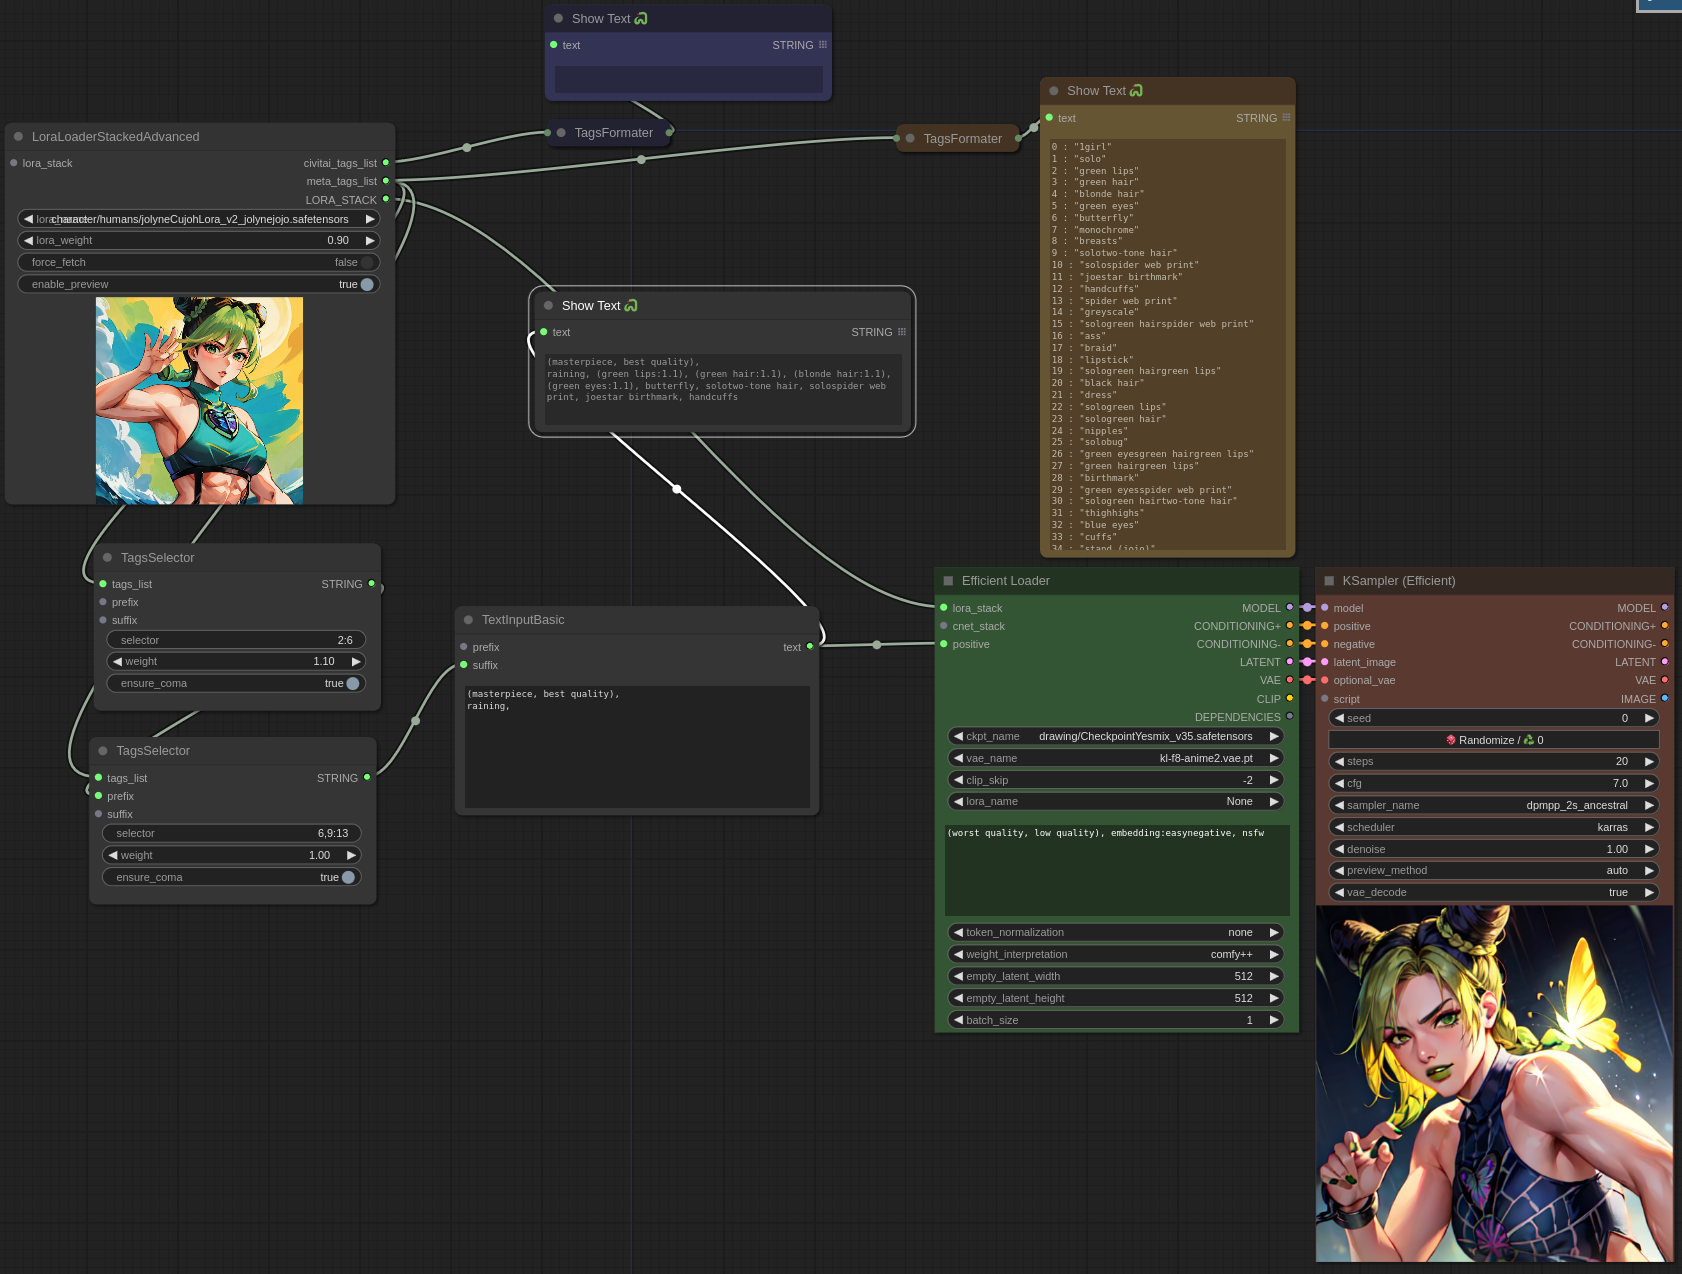 Show Text
text STRING
LoraLoaderStackedAdvanced
lora_stack civitai_tags_list
meta_tags_list
LORA_STACK
character/humans/jolyneCujohLora_v2_jolynejojo.safetensors
lora_weight 0.90
force_fetch false
enable_preview true
TagsFormater
TagsFormater
Show Text
text STRING
0 : "1girl"
1 : "solo"
2 : "green lips"
3 : "green hair"
4 : "blonde hair"
5 : "green eyes"
6 : "butterfly"
7 : "monochrome"
8 : "breasts"
9 : "solotwo-tone hair"
10 : "solospider web print"
11 : "joestar birthmark"
12 : "handcuffs"
13 : "spider web print"
14 : "greyscale"
15 : "sologreen hairspider web print"
16 : "ass"
17 : "braid"
18 : "lipstick"
19 : "sologreen hairgreen lips"
20 : "black hair"
21 : "dress"
22 : "sologreen lips"
23 : "sologreen hair"
24 : "nipples"
25 : "solobug"
26 : "green eyesgreen hairgreen lips"
27 : "green hairgreen lips"
28 : "birthmark"
29 : "green eyesspider web print"
30 : "sologreen hairtwo-tone hair"
31 : "thighhighs"
32 : "blue eyes"
33 : "cuffs"
34 : "stand (jojo)"
Show Text
text STRING
(masterpiece, best quality),
raining, (green lips:1.1), (green hair:1.1), (blonde hair:1.1),
(green eyes:1.1), butterfly, solotwo-tone hair, solospider web
print, joestar birthmark, handcuffs
TagsSelector
tags_list STRING
prefix
suffix
selector 2:6
weight 1.10
ensure_coma true
TagsSelector
tags_list STRING
prefix
suffix
selector 6,9:13
weight 1.00
ensure_coma true
TextInputBasic
prefix text
suffix
(masterpiece, best quality),
raining,
Efficient Loader
lora_stack MODEL
cnet_stack CONDITIONING+
positive CONDITIONING-
LATENT
VAE
CLIP
DEPENDENCIES
ckpt_name drawing/CheckpointYesmix_v35.safetensors
vae_name kl-f8-anime2.vae.pt
clip_skip -2
lora_name None
(worst quality, low quality), embedding:easynegative, nsfw
token_normalization none
weight_interpretation comfy++
empty_latent_width 512
empty_latent_height 512
batch_size 1
KSampler (Efficient)
model MODEL
positive CONDITIONING+
negative CONDITIONING-
latent_image LATENT
optional_vae VAE
script IMAGE
seed 0
Randomize / 0
steps 20
cfg 7.0
sampler_name dpmpp_2s_ancestral
scheduler karras
denoise 1.00
preview_method auto
vae_decode true